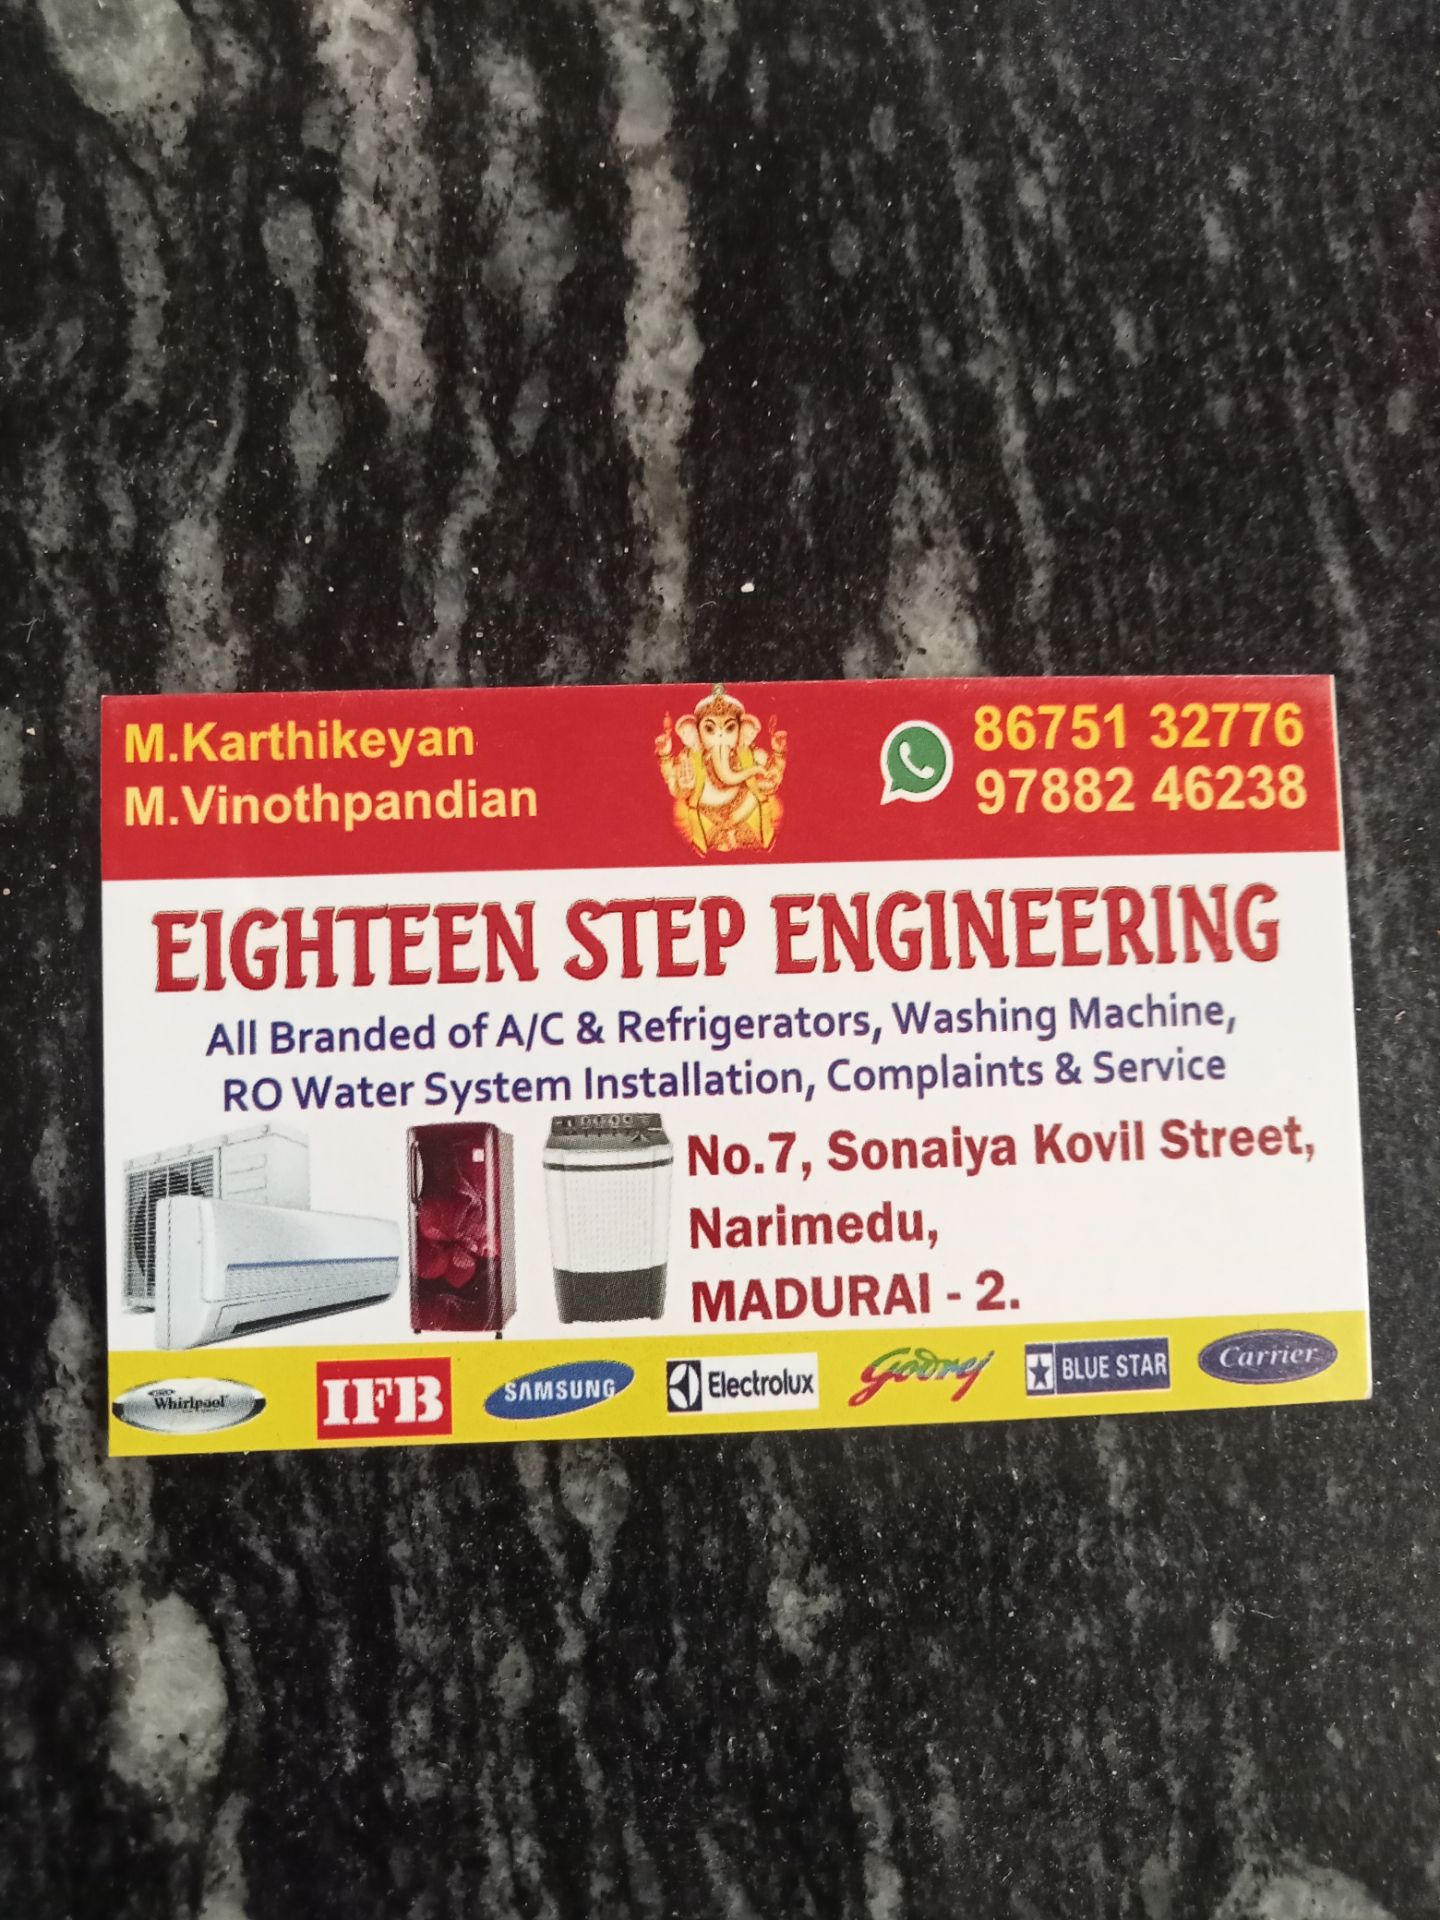 M.Karthikeyan
M.Vinothpandian
86751 32776
97882 46238
EIGHTEEN STEP ENGINEERING
All Branded of A/C & Refrigerators, Washing Machine,
RO Water System Installation, Complaints & Service
No.7, Sonaiya Kovil Street,
Narimedu,
MADURAI - 2.
Whirlpool IFB SAMSUNG Electrolux Godrej BLUE STAR Carrier